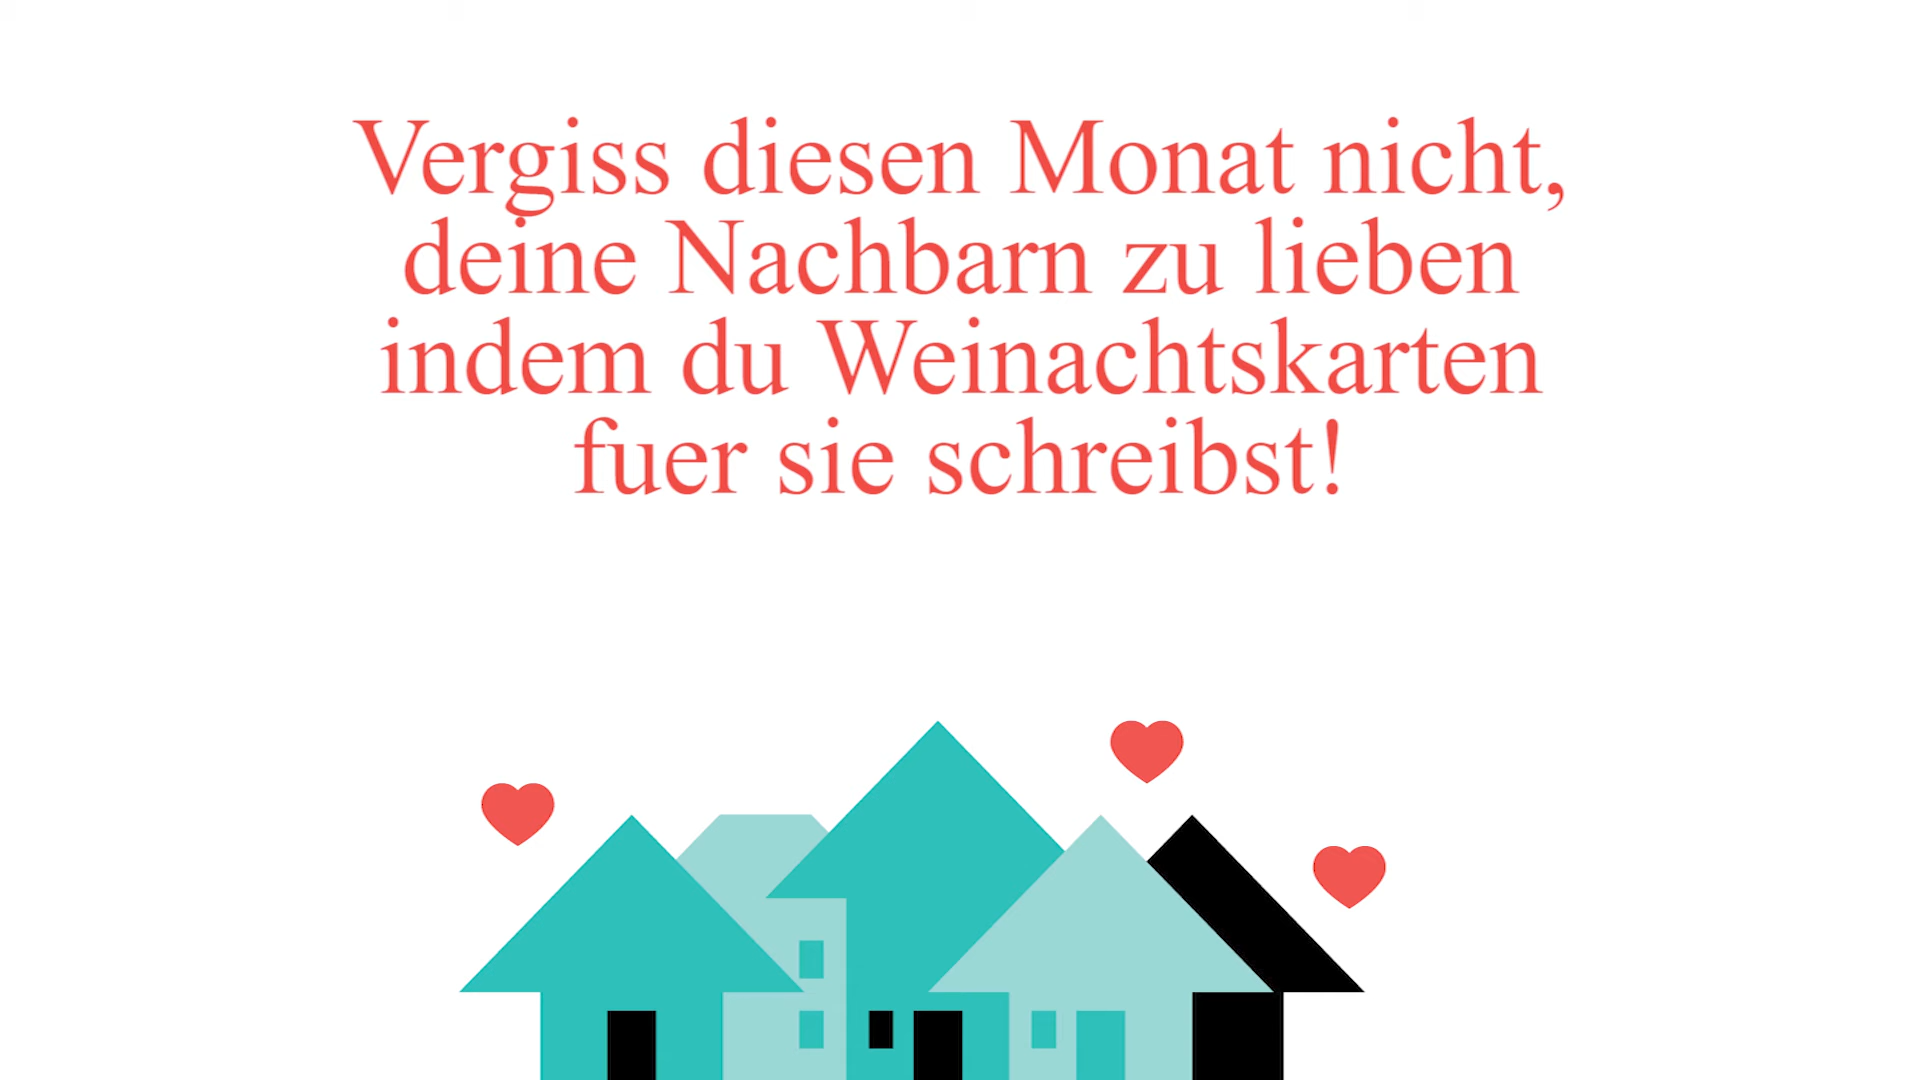 Vergiss diesen Monat nicht,
deine Nachbarn zu lieben
indem du Weinachtskarten
fuer sie schreibst!